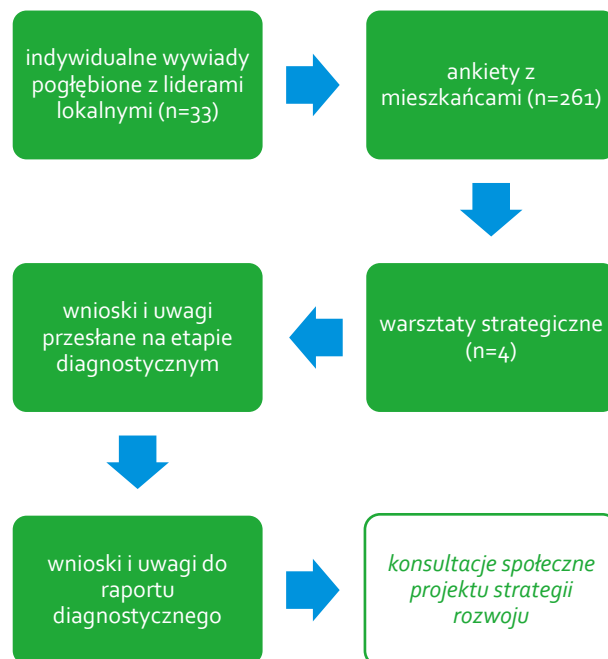 indywidualne wywiady
pogłębione z liderami
lokalnymi (n=33)
ankiety z
mieszkańcami (n=261)
warsztaty strategiczne
(n=4)
wnioski i uwagi
przesłane na etapie
diagnostycznym
wnioski i uwagi do
raportu
diagnostycznego
konsultacje społeczne
projektu strategii
rozwoju